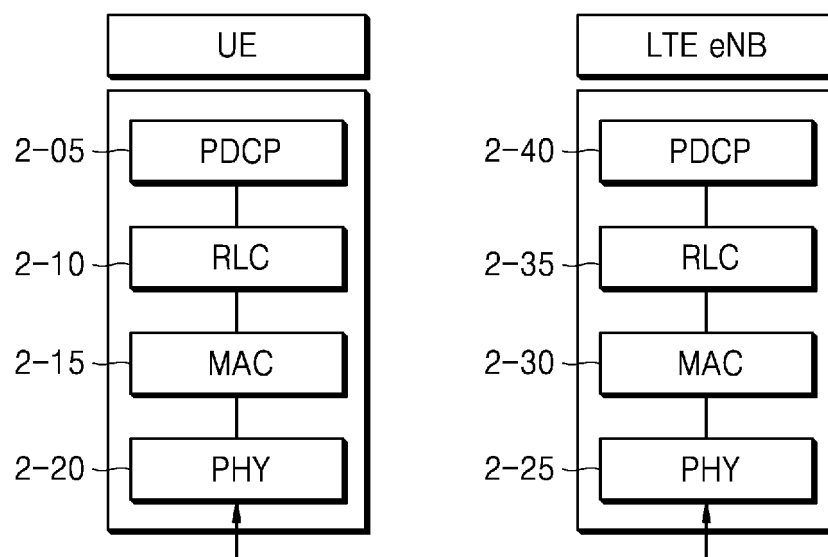 UE
LTE eNB
2-05 PDCP
2-40 PDCP
2-10 RLC
2-35 RLC
2-15 MAC
2-30 MAC
2-20 PHY
2-25 PHY